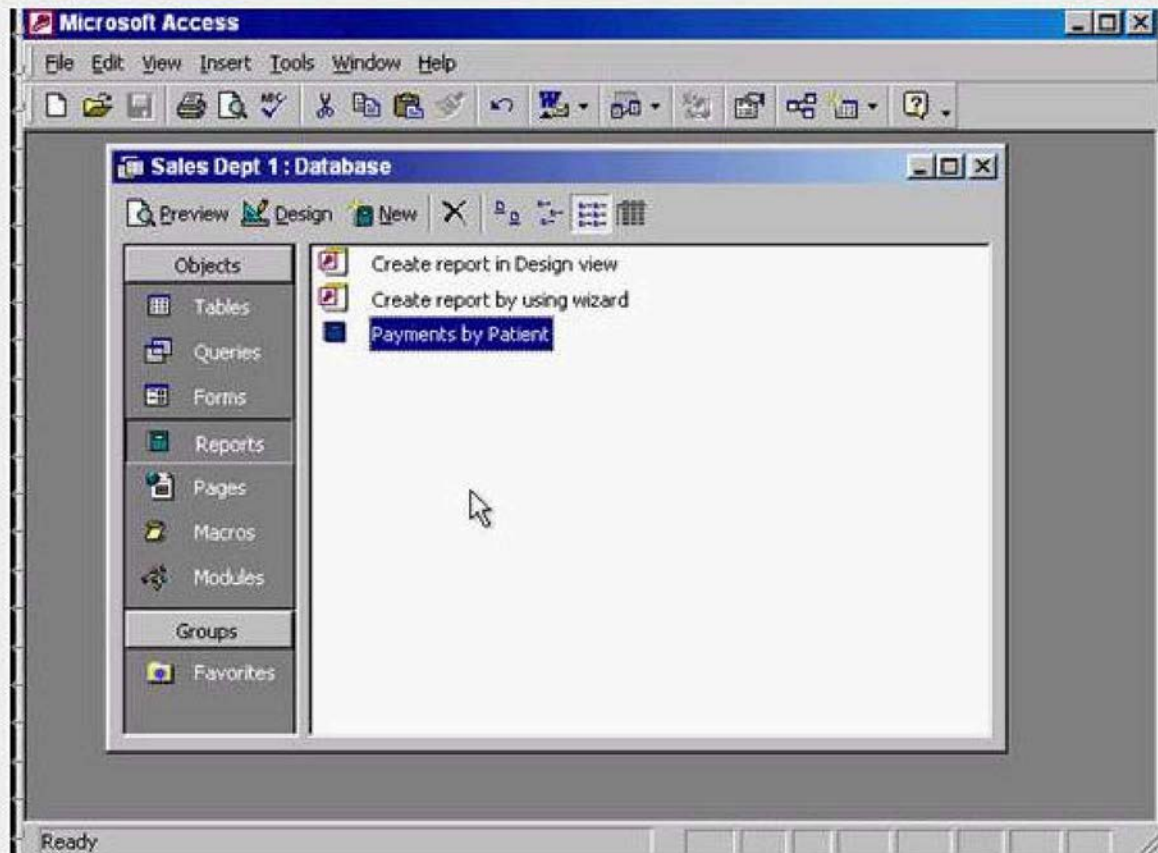 Microsoft Access
File Edit View Insert Tools Window Help
ABC
W
?
Sales Dept 1 : Database
Preview Design New
Objects
Tables
Queries
Forms
Reports
Pages
Macros
Modules
Groups
Favorites
Create report in Design view
Create report by using wizard
Payments by Patient
Ready